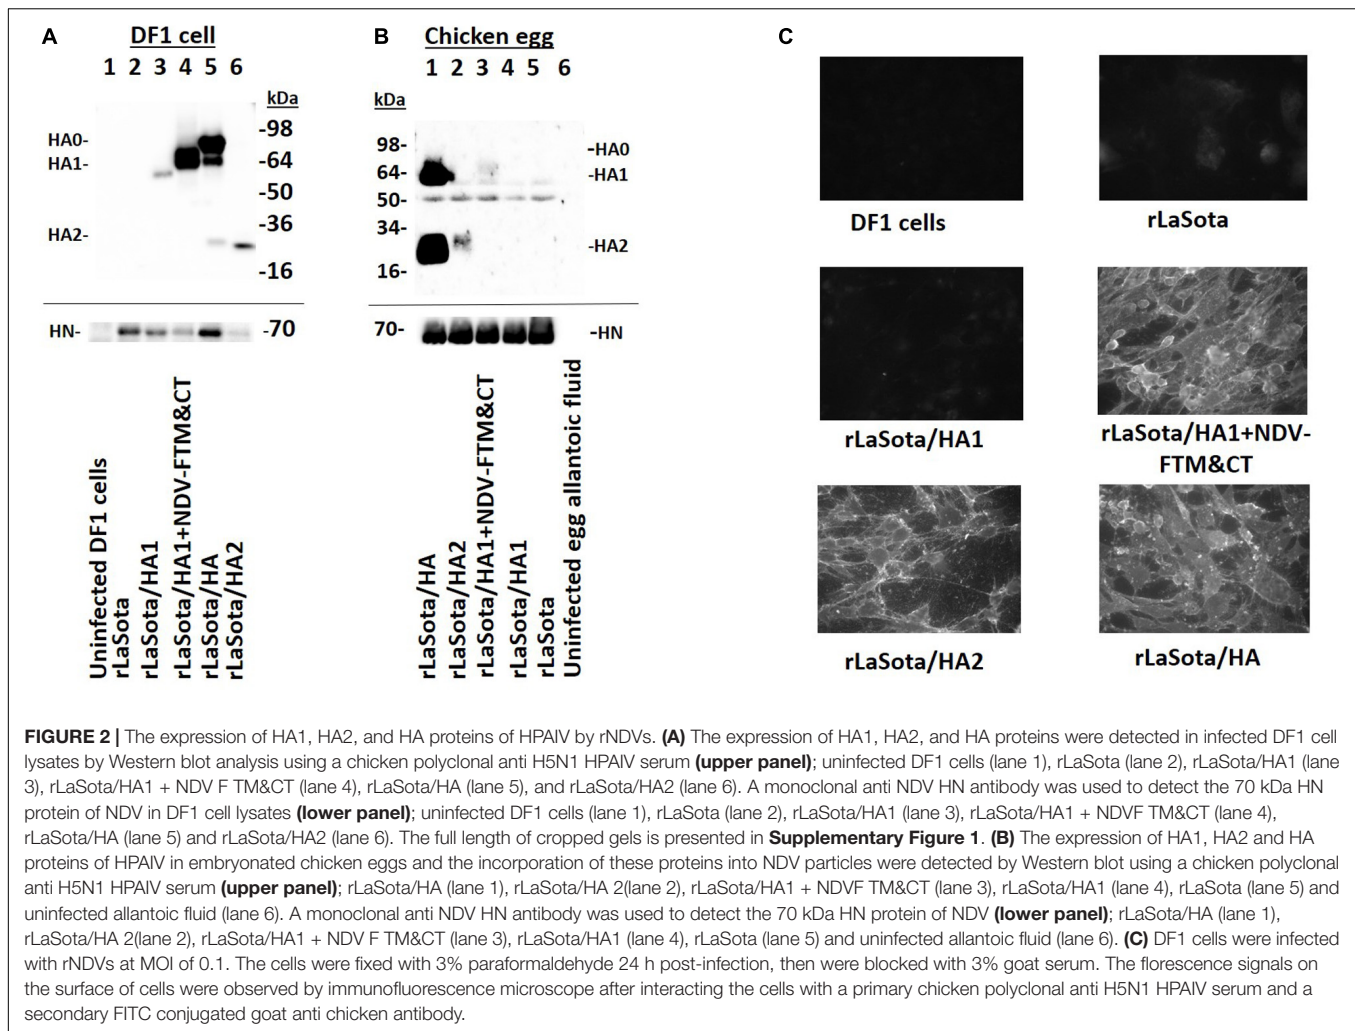 A
DF1 cell
1 2 3 4 5 6
kDa
HA0-
HA1-
HA2-
-98
-64
-50
-36
-16
HN-
-70
Uninfected DF1 cells
rLaSota
rLaSota/HA1
rLaSota/HA1+NDV-FTM&CT
rLaSota/HA
rLaSota/HA2
B
Chicken egg
1 2 3 4 5 6
kDa
98-
64-
50-
34-
16-
-HA0
-HA1
-HA2
70-
-HN
rLaSota/HA
rLaSota/HA2
rLaSota/HA1+NDV-FTM&CT
rLaSota/HA1
rLaSota
Uninfected egg allantoic fluid
C
DF1 cells
rLaSota
rLaSota/HA1
rLaSota/HA1+NDV-
FTM&CT
rLaSota/HA2
rLaSota/HA
FIGURE 2 | The expression of HA1, HA2, and HA proteins of HPAIV by rNDVs. (A) The expression of HA1, HA2, and HA proteins were detected in infected DF1 cell
lysates by Western blot analysis using a chicken polyclonal anti H5N1 HPAIV serum (upper panel); uninfected DF1 cells (lane 1), rLaSota (lane 2), rLaSota/HA1 (lane
3), rLaSota/HA1 + NDV F TM&CT (lane 4), rLaSota/HA (lane 5), and rLaSota/HA2 (lane 6). A monoclonal anti NDV HN antibody was used to detect the 70 kDa HN
protein of NDV in DF1 cell lysates (lower panel); uninfected DF1 cells (lane 1), rLaSota (lane 2), rLaSota/HA1 (lane 3), rLaSota/HA1 + NDVF TM&CT (lane 4),
rLaSota/HA (lane 5) and rLaSota/HA2 (lane 6). The full length of cropped gels is presented in Supplementary Figure 1. (B) The expression of HA1, HA2 and HA
proteins of HPAIV in embryonated chicken eggs and the incorporation of these proteins into NDV particles were detected by Western blot using a chicken polyclonal
anti H5N1 HPAIV serum (upper panel); rLaSota/HA (lane 1), rLaSota/HA 2(lane 2), rLaSota/HA1 + NDVF TM&CT (lane 3), rLaSota/HA1 (lane 4), rLaSota (lane 5) and
uninfected allantoic fluid (lane 6). A monoclonal anti NDV HN antibody was used to detect the 70 kDa HN protein of NDV (lower panel); rLaSota/HA (lane 1),
rLaSota/HA 2(lane 2), rLaSota/HA1 + NDV F TM&CT (lane 3), rLaSota/HA1 (lane 4), rLaSota (lane 5) and uninfected allantoic fluid (lane 6). (C) DF1 cells were infected
with rNDVs at MOI of 0.1. The cells were fixed with 3% paraformaldehyde 24 h post-infection, then were blocked with 3% goat serum. The florescence signals on
the surface of cells were observed by immunofluorescence microscope after interacting the cells with a primary chicken polyclonal anti H5N1 HPAIV serum and a
secondary FITC conjugated goat anti chicken antibody.